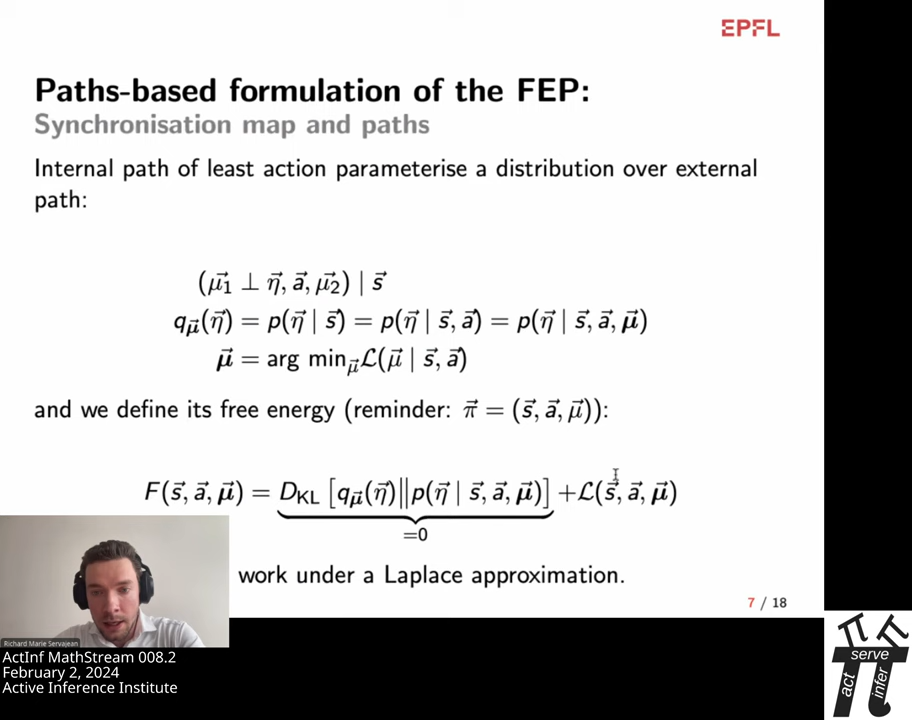 EPFL
Paths-based formulation of the FEP:
Synchronisation map and paths
Internal path of least action parameterise a distribution over external
path:
(μ⃗₁ ⊥ η⃗, a⃗, μ⃗₂) | s⃗
q_μ⃗(η⃗) = p(η⃗ | s⃗) = p(η⃗ | s⃗, a⃗) = p(η⃗ | s⃗, a⃗, 𝛍⃗)
𝛍⃗ = arg min_μ⃗ ℒ(μ⃗ | s⃗, a⃗)
and we define its free energy (reminder: π⃗ = (s⃗, a⃗, μ⃗)):
F(s⃗, a⃗, 𝛍⃗) = D_KL [q_𝛍⃗(η⃗)‖p(η⃗ | s⃗, a⃗, 𝛍⃗)] +ℒ(s⃗, a⃗, 𝛍⃗)
=0
work under a Laplace approximation.
7 / 18
Richard Marie Servajean
ActInf MathStream 008.2
February 2, 2024
Active Inference Institute
serve
act
infer